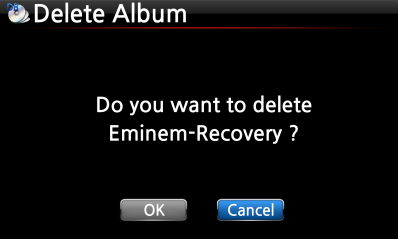 Delete Album
Do you want to delete
Eminem-Recovery ?
OK
Cancel